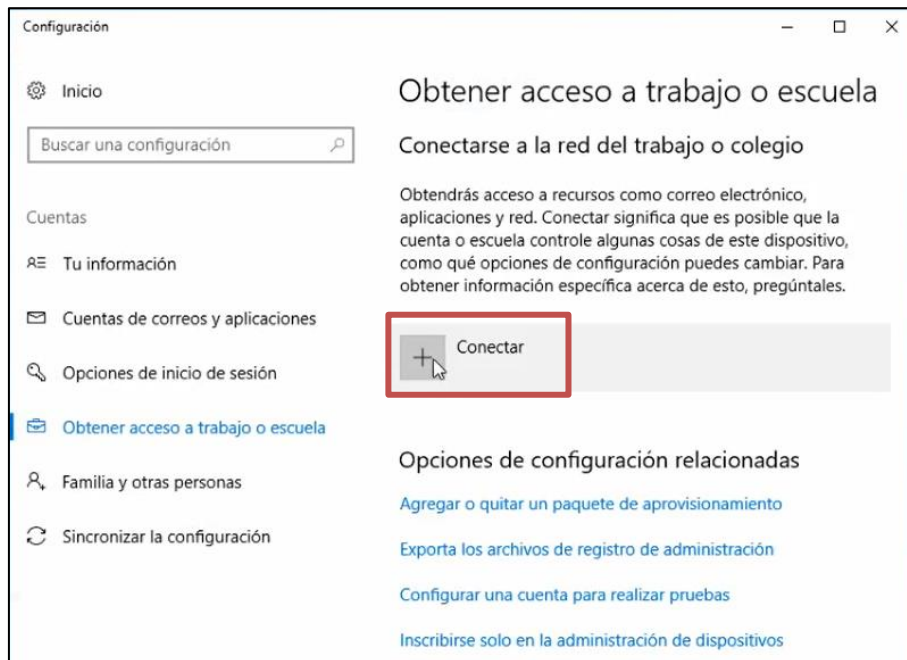 Configuración
Inicio
Buscar una configuración
Cuentas
Tu información
Cuentas de correos y aplicaciones
Opciones de inicio de sesión
Obtener acceso a trabajo o escuela
Familia y otras personas
Sincronizar la configuración
Obtener acceso a trabajo o escuela
Conectarse a la red del trabajo o colegio
Obtendrás acceso a recursos como correo electrónico,
aplicaciones y red. Conectar significa que es posible que la
cuenta o escuela controle algunas cosas de este dispositivo,
como qué opciones de configuración puedes cambiar. Para
obtener información específica acerca de esto, pregúntales.
Conectar
Opciones de configuración relacionadas
Agregar o quitar un paquete de aprovisionamiento
Exporta los archivos de registro de administración
Configurar una cuenta para realizar pruebas
Inscribirse solo en la administración de dispositivos